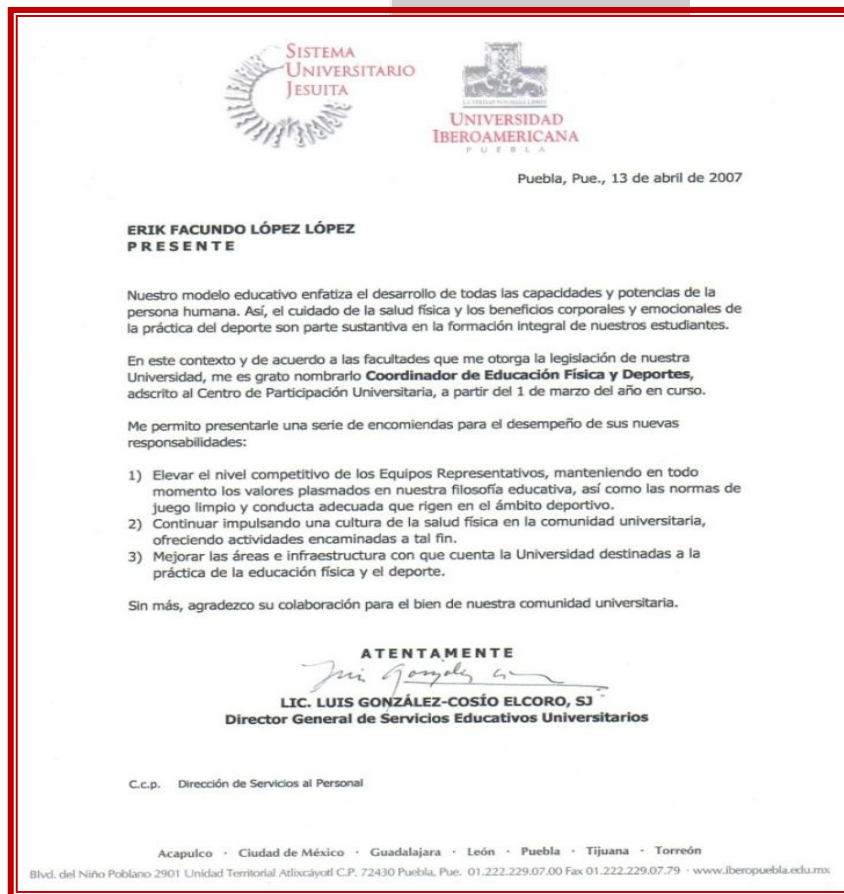 SISTEMA
UNIVERSITARIO
JESUITA
UNIVERSIDAD
IBEROAMERICANA
PUEBLA
Puebla, Pue., 13 de abril de 2007
ERIK FACUNDO LÓPEZ LÓPEZ
PRESENTE
Nuestro modelo educativo enfatiza el desarrollo de todas las capacidades y potencias de la
persona humana. Así, el cuidado de la salud física y los beneficios corporales y emocionales de
la práctica del deporte son parte sustantiva en la formación integral de nuestros estudiantes.
En este contexto y de acuerdo a las facultades que me otorga la legislación de nuestra
Universidad, me es grato nombrarlo Coordinador de Educación Física y Deportes,
adscrito al Centro de Participación Universitaria, a partir del 1 de marzo del año en curso.
Me permito presentarle una serie de encomiendas para el desempeño de sus nuevas
responsabilidades:
1) Elevar el nivel competitivo de los Equipos Representativos, manteniendo en todo
momento los valores plasmados en nuestra filosofía educativa, así como las normas de
juego limpio y conducta adecuada que rigen en el ámbito deportivo.
2) Continuar impulsando una cultura de la salud física en la comunidad universitaria,
ofreciendo actividades encaminadas a tal fin.
3) Mejorar las áreas e infraestructura con que cuenta la Universidad destinadas a la
práctica de la educación física y el deporte.
Sin más, agradezco su colaboración para el bien de nuestra comunidad universitaria.
ATENTAMENTE
LIC. LUIS GONZÁLEZ-COSÍO ELCORO, SJ
Director General de Servicios Educativos Universitarios
C.c.p. Dirección de Servicios al Personal
Acapulco · Ciudad de México · Guadalajara · León · Puebla · Tijuana · Torreón
Blvd. del Niño Poblano 2901 Unidad Territorial Atlixcáyotl C.P. 72430 Puebla, Pue. 01.222.229.07.00 Fax 01.222.229.07.79 · www.iberopuebla.edu.mx